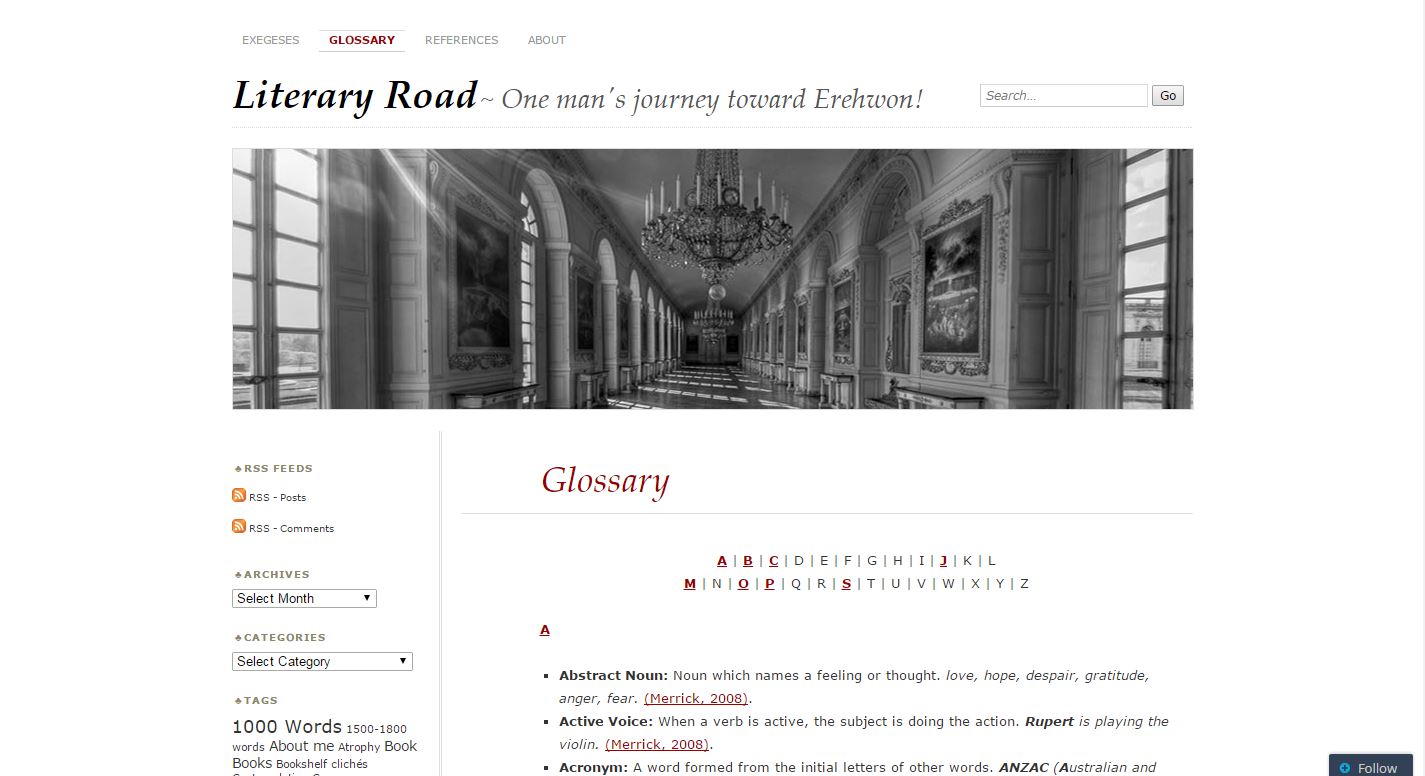 EXEGESES GLOSSARY REFERENCES ABOUT
Literary Road ~ One man's journey toward Erehwon!
Search... Go
♣RSS FEEDS
RSS - Posts
RSS - Comments
♣ARCHIVES
Select Month
♣CATEGORIES
Select Category
♣TAGS
1000 Words 1500-1800
words About me Atrophy Book
Books Bookshelf clichés
Glossary
A | B | C | D | E | F | G | H | I | J | K | L
M | N | O | P | Q | R | S | T | U | V | W | X | Y | Z
A
▪ Abstract Noun: Noun which names a feeling or thought. love, hope, despair, gratitude,
anger, fear. (Merrick, 2008).
▪ Active Voice: When a verb is active, the subject is doing the action. Rupert is playing the
violin. (Merrick, 2008).
▪ Acronym: A word formed from the initial letters of other words. ANZAC (Australian and
Follow